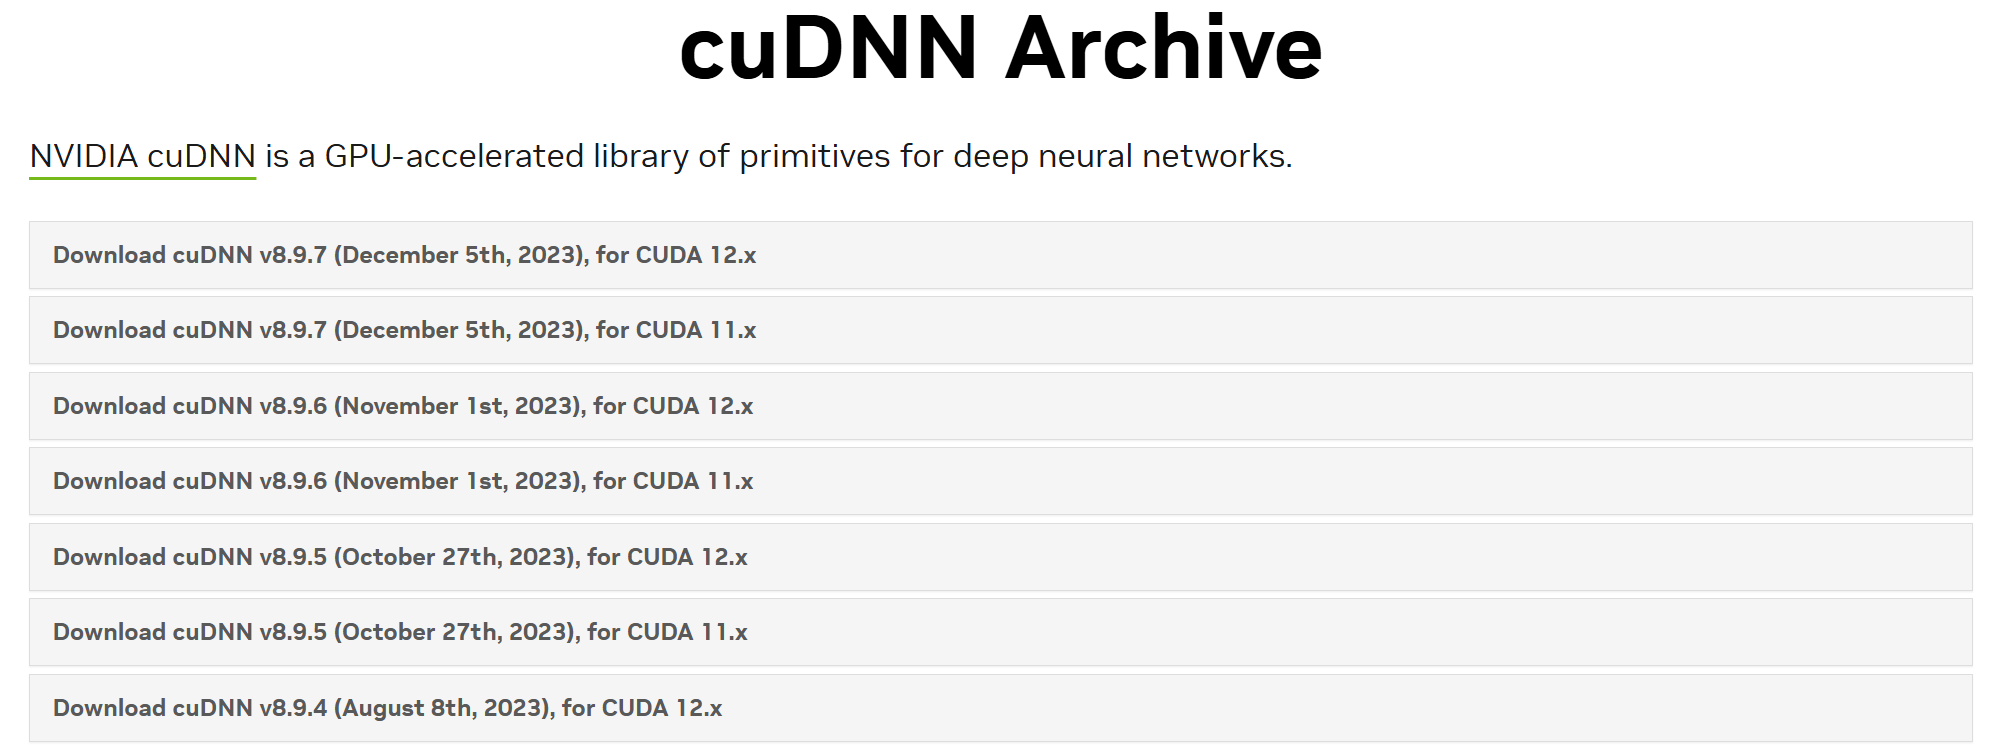 cuDNN Archive
NVIDIA cuDNN is a GPU-accelerated library of primitives for deep neural networks.
Download cuDNN v8.9.7 (December 5th, 2023), for CUDA 12.x
Download cuDNN v8.9.7 (December 5th, 2023), for CUDA 11.x
Download cuDNN v8.9.6 (November 1st, 2023), for CUDA 12.x
Download cuDNN v8.9.6 (November 1st, 2023), for CUDA 11.x
Download cuDNN v8.9.5 (October 27th, 2023), for CUDA 12.x
Download cuDNN v8.9.5 (October 27th, 2023), for CUDA 11.x
Download cuDNN v8.9.4 (August 8th, 2023), for CUDA 12.x